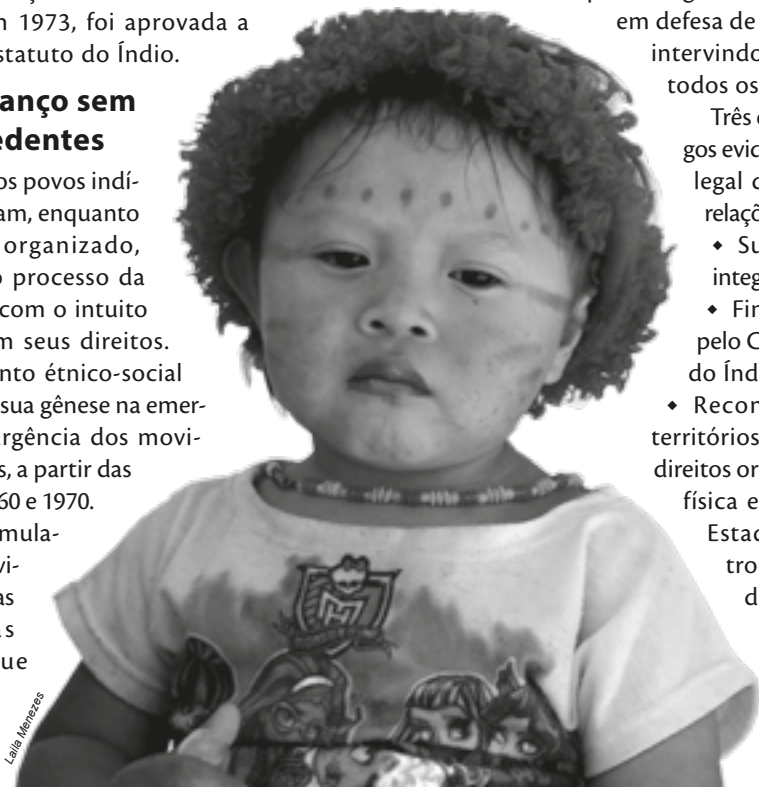 n 1973, foi aprovada a
statuto do Índio.
anço sem
edentes
os povos indí-
am, enquanto
organizado,
o processo da
com o intuito
m seus direitos.
nto étnico-social
sua gênese na emer-
rgência dos movi-
s, a partir das
60 e 1970.
mula-
vi-
as
s
ue
Laila Menezes
em defesa de
intervindo
todos os
Três
gos evid
legal
relaçõ
◆ Su
integ
◆ Fin
pelo C
do Índ
◆ Recon
territórios
direitos or
física e
Estad
tro
d